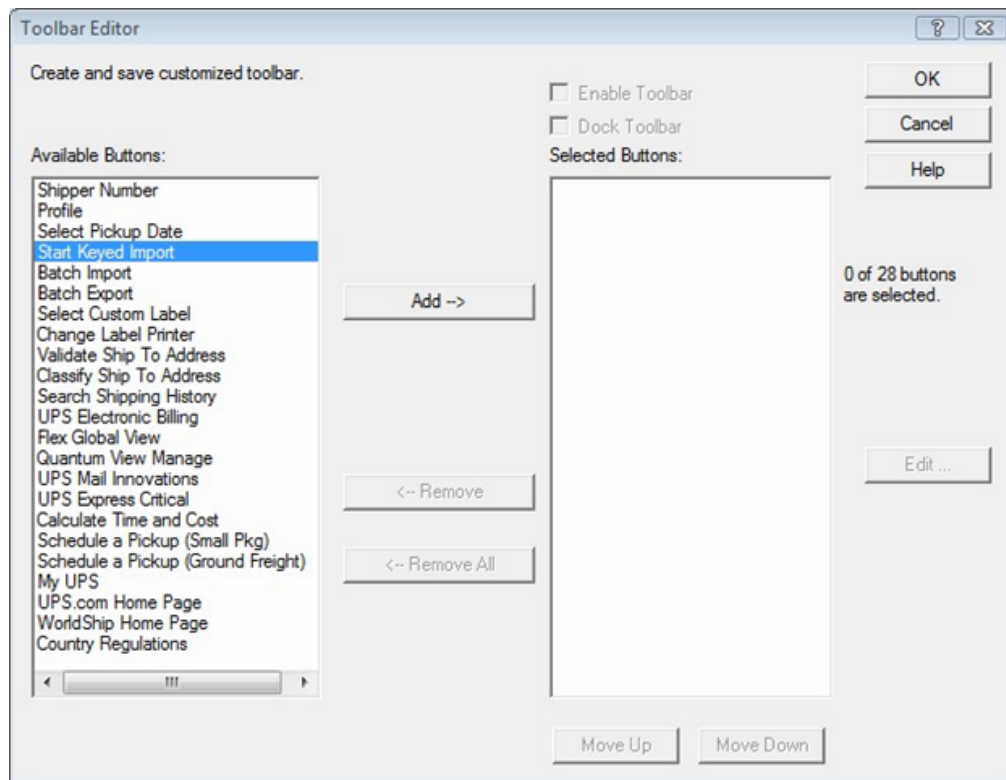 Toolbar Editor
Create and save customized toolbar.
Enable Toolbar
Dock Toolbar
OK
Cancel
Help
Available Buttons:
Shipper Number
Profile
Select Pickup Date
Start Keyed Import
Batch Import
Batch Export
Select Custom Label
Change Label Printer
Validate Ship To Address
Classify Ship To Address
Search Shipping History
UPS Electronic Billing
Flex Global View
Quantum View Manage
UPS Mail Innovations
UPS Express Critical
Calculate Time and Cost
Schedule a Pickup (Small Pkg)
Schedule a Pickup (Ground Freight)
My UPS
UPS.com Home Page
WorldShip Home Page
Country Regulations
Add -->
<-- Remove
<-- Remove All
Selected Buttons:
0 of 28 buttons
are selected.
Edit ...
Move Up
Move Down